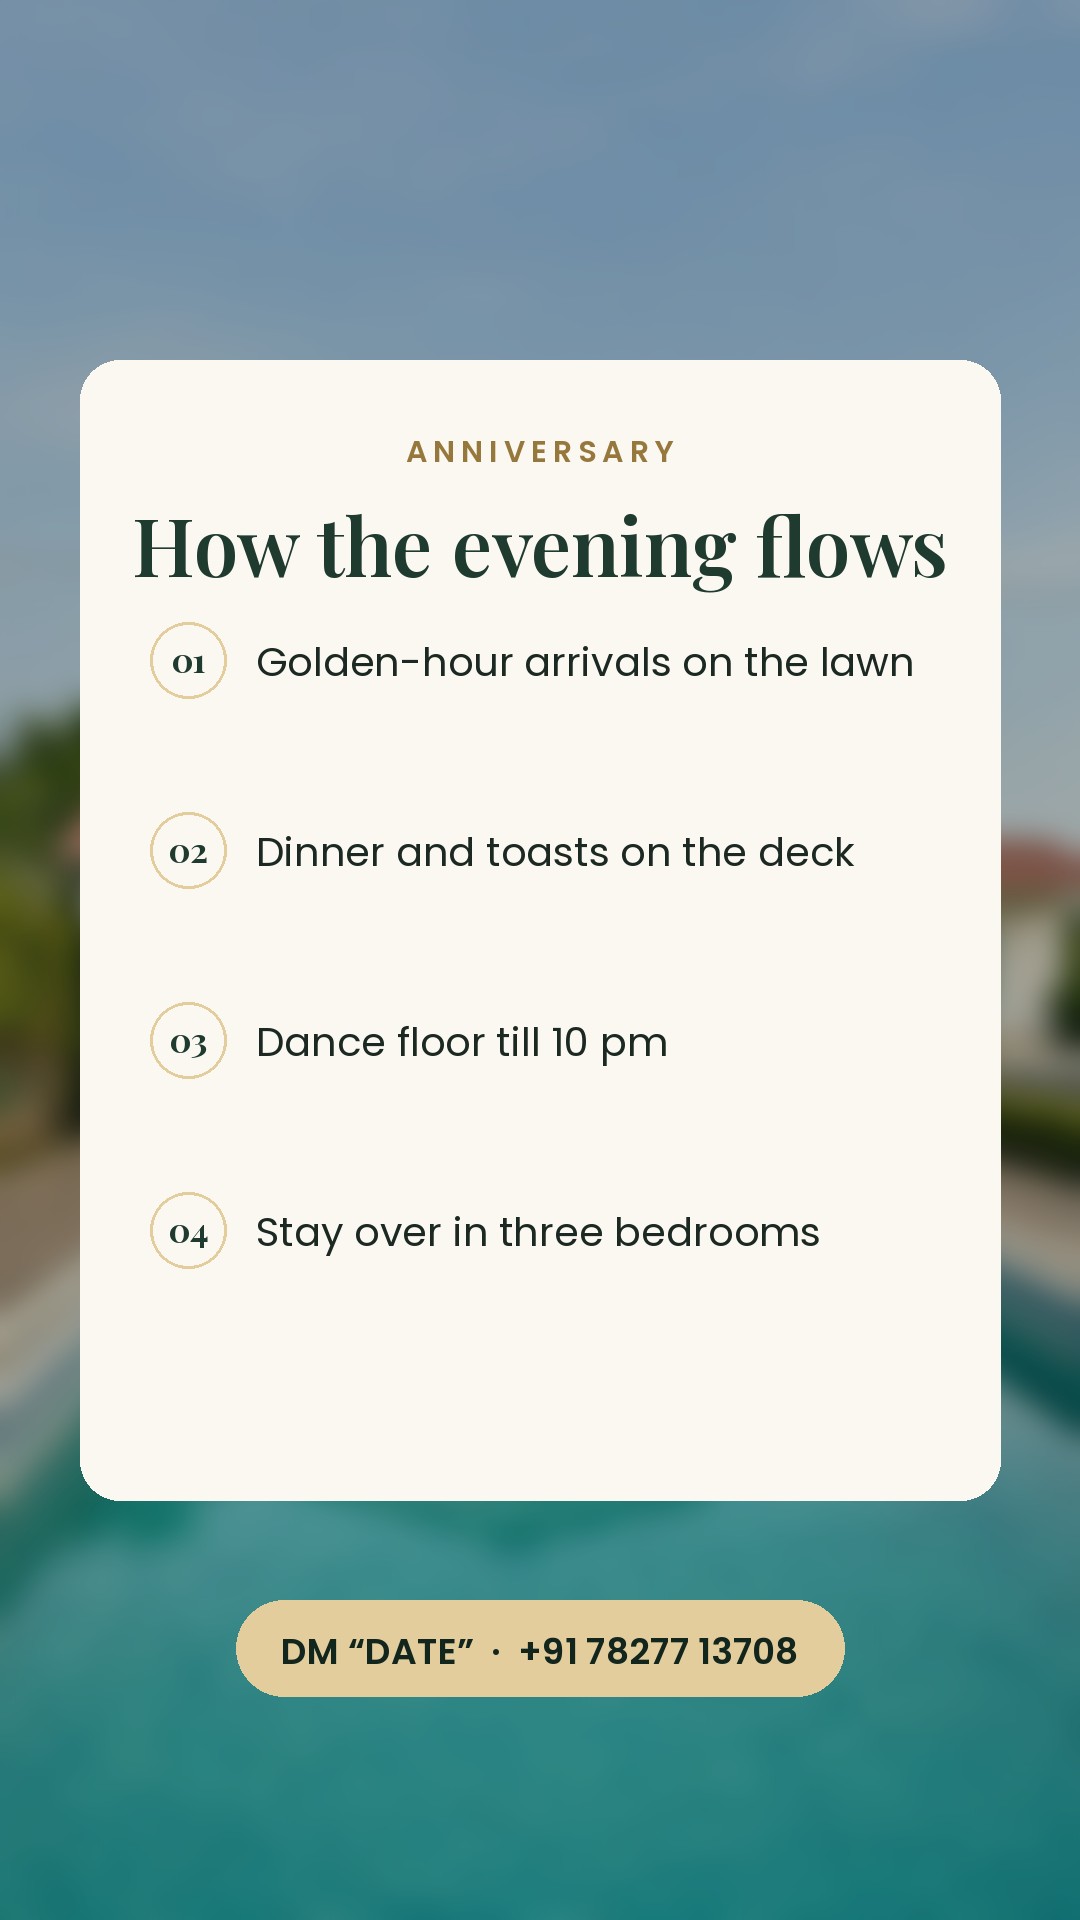 ANNIVERSARY
How the evening flows
01 Golden-hour arrivals on the lawn
02 Dinner and toasts on the deck
03 Dance floor till 10 pm
04 Stay over in three bedrooms
DM “DATE” · +91 78277 13708